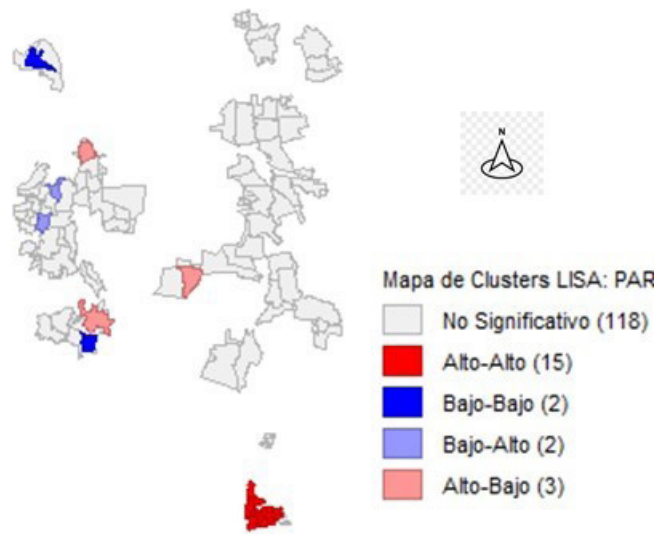 N
Mapa de Clusters LISA: PAR
No Significativo (118)
Alto-Alto (15)
Bajo-Bajo (2)
Bajo-Alto (2)
Alto-Bajo (3)